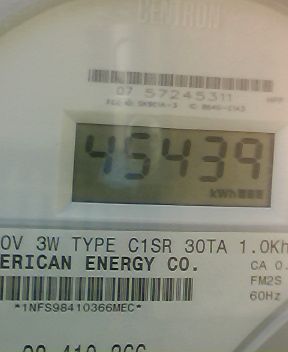 CENTRON
07 57245311
45439
kWh
0V 3W TYPE C1SR 30TA 1.0Kh
ERICAN ENERGY CO.
CA 0.
FM2S
60Hz
*1NFS98410366MEC*